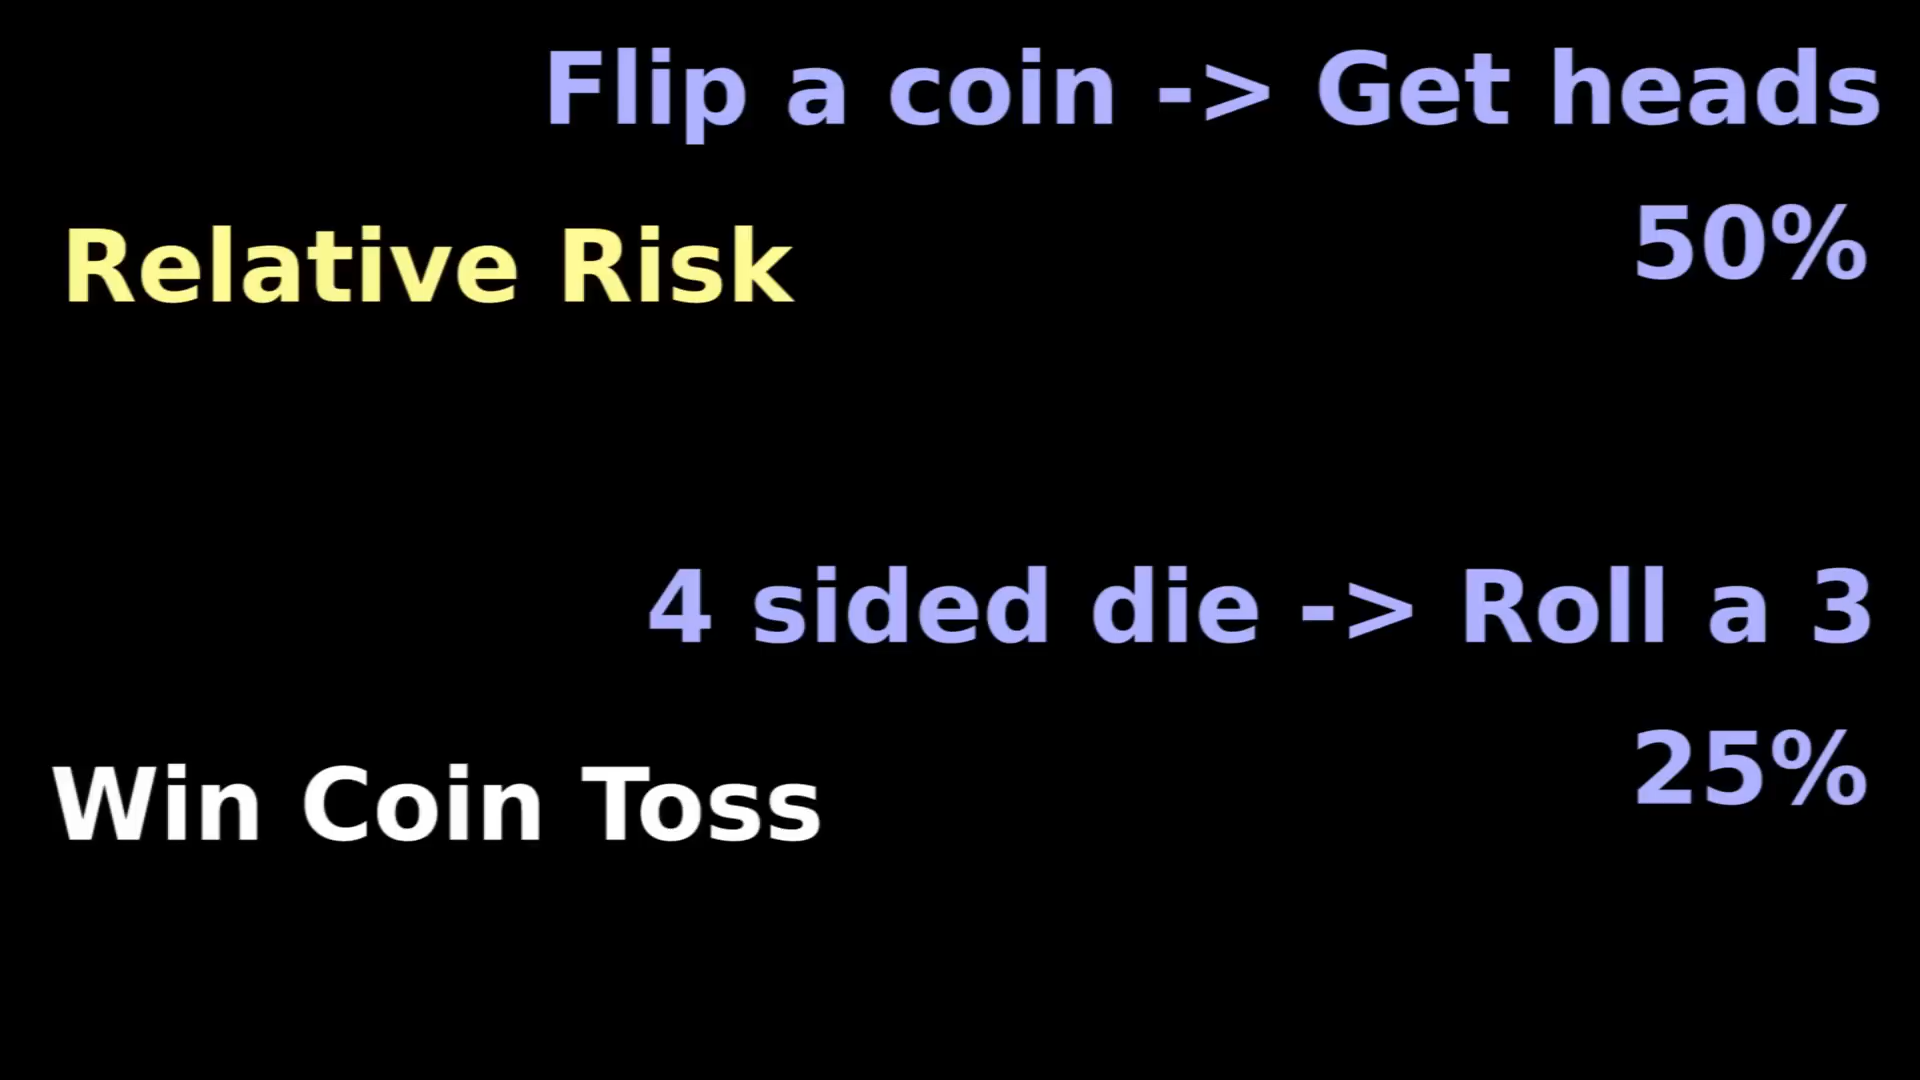 Flip a coin -> Get heads
50%
Relative Risk
4 sided die -> Roll a 3
25%
Win Coin Toss